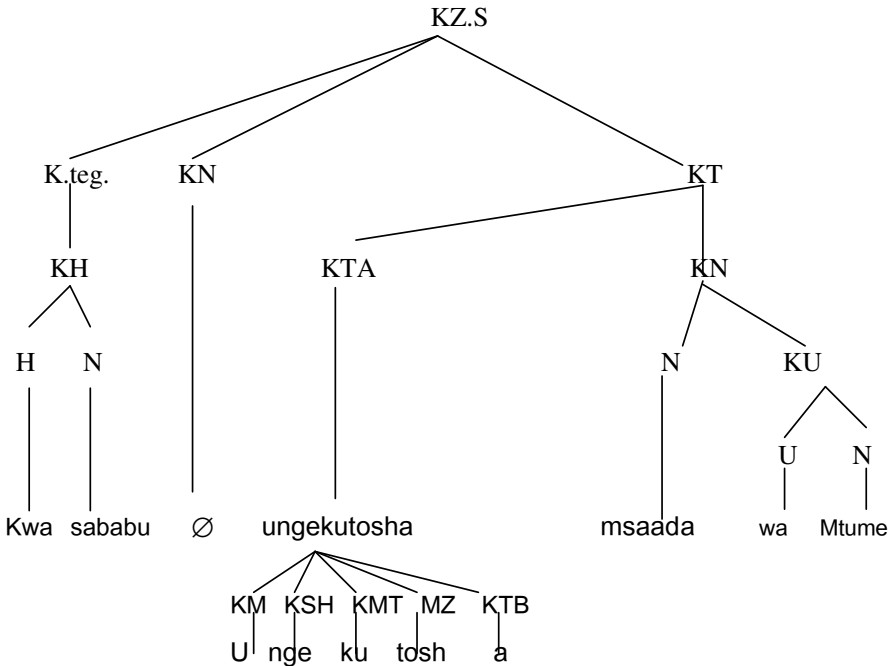 KZ.S
K.teg. KN KT
KH KTA KN
H N N KU
U N
Kwa sababu ∅ ungekutosha msaada wa Mtume
KM KSH KMT MZ KTB
U nge ku tosh a